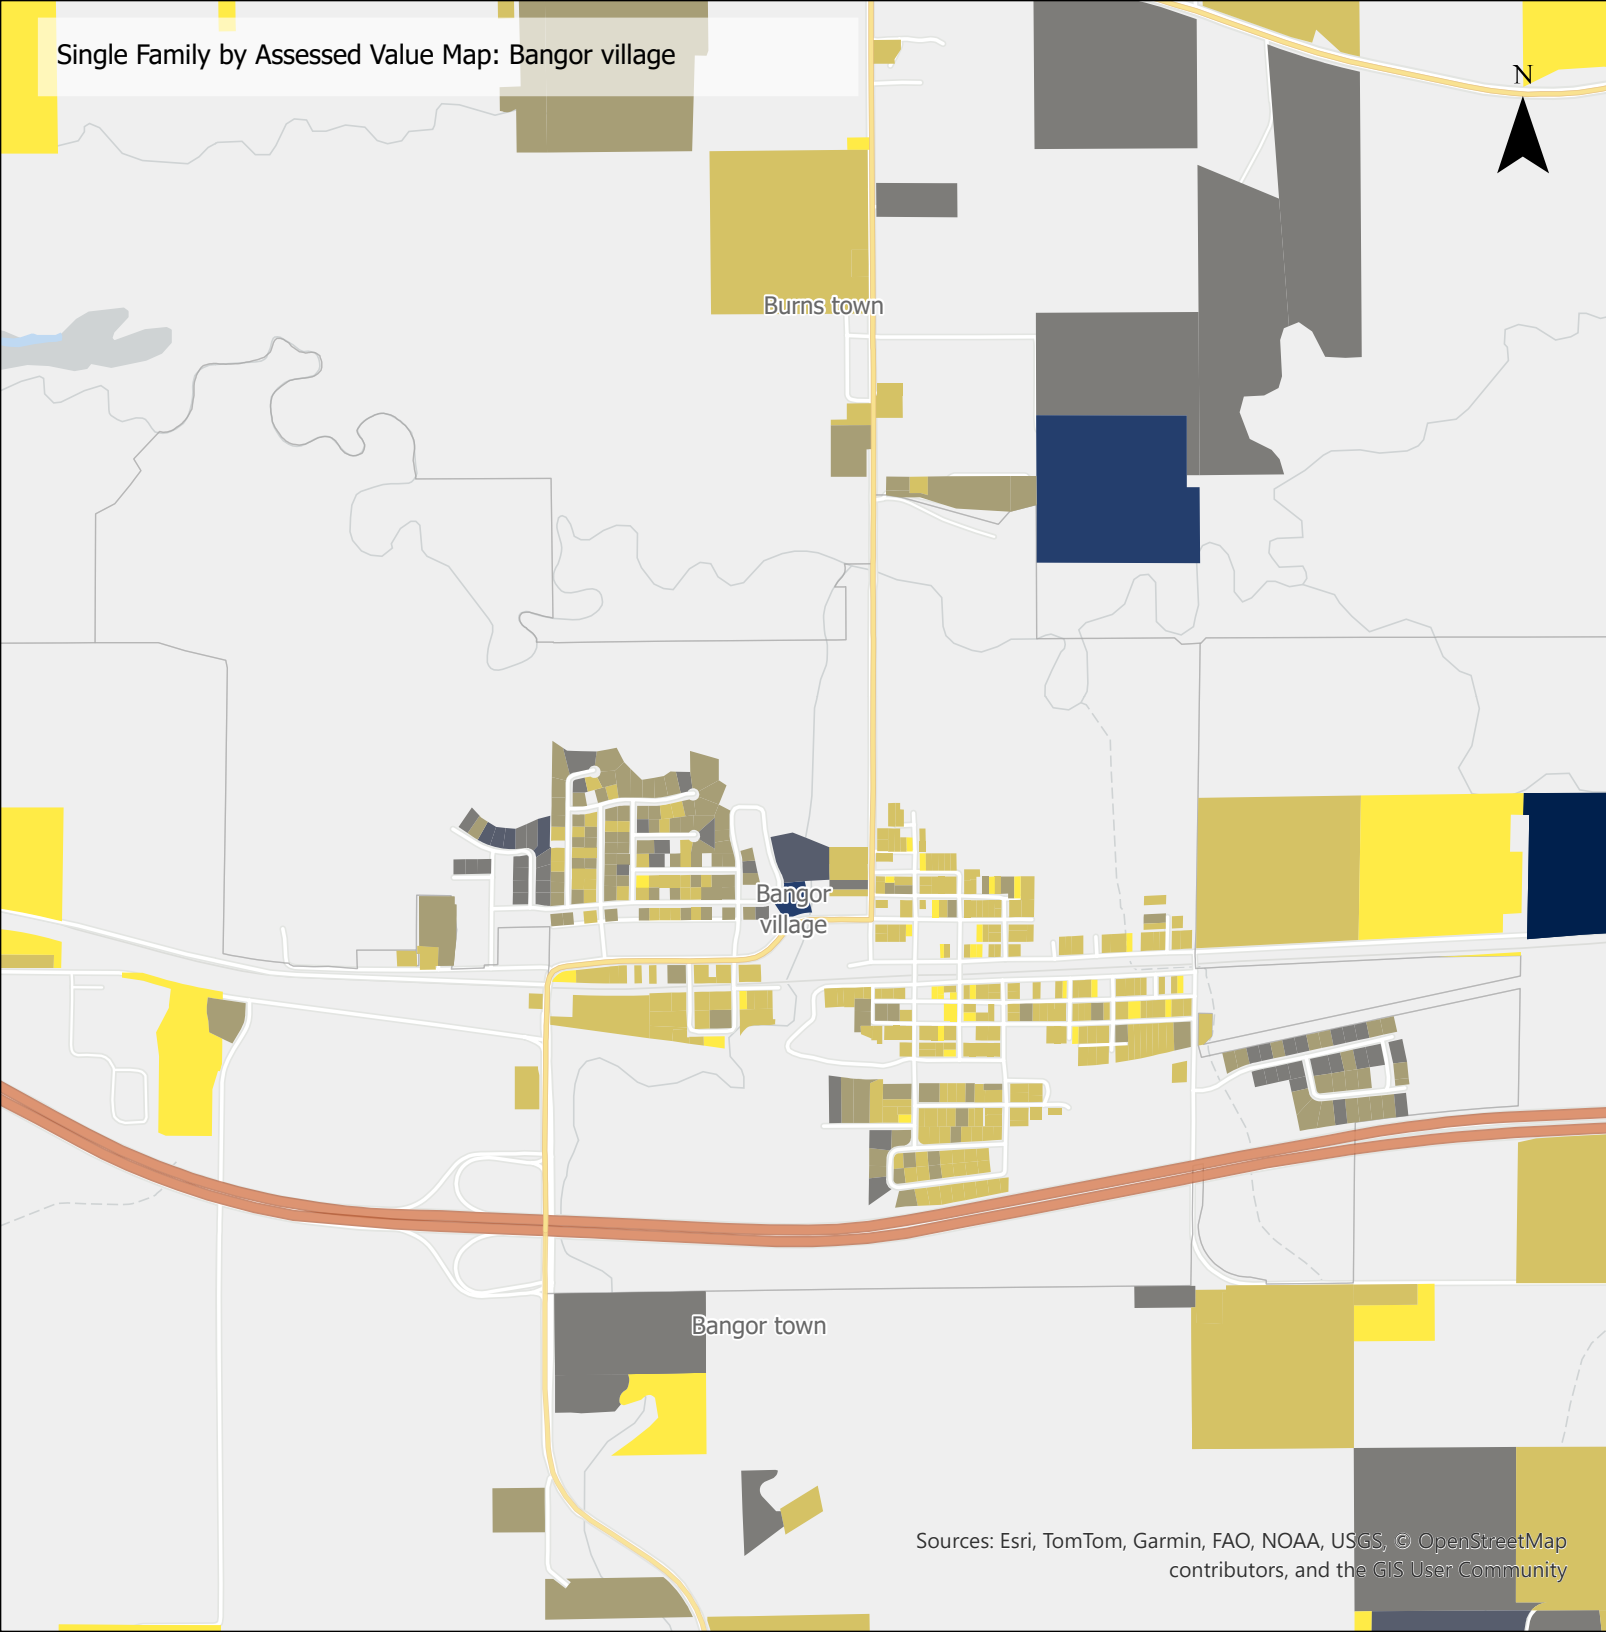 Single Family by Assessed Value Map: Bangor village
N
Burns town
Bangor
village
Bangor town
Sources: Esri, TomTom, Garmin, FAO, NOAA, USGS, © OpenStreetMap
contributors, and the GIS User Community